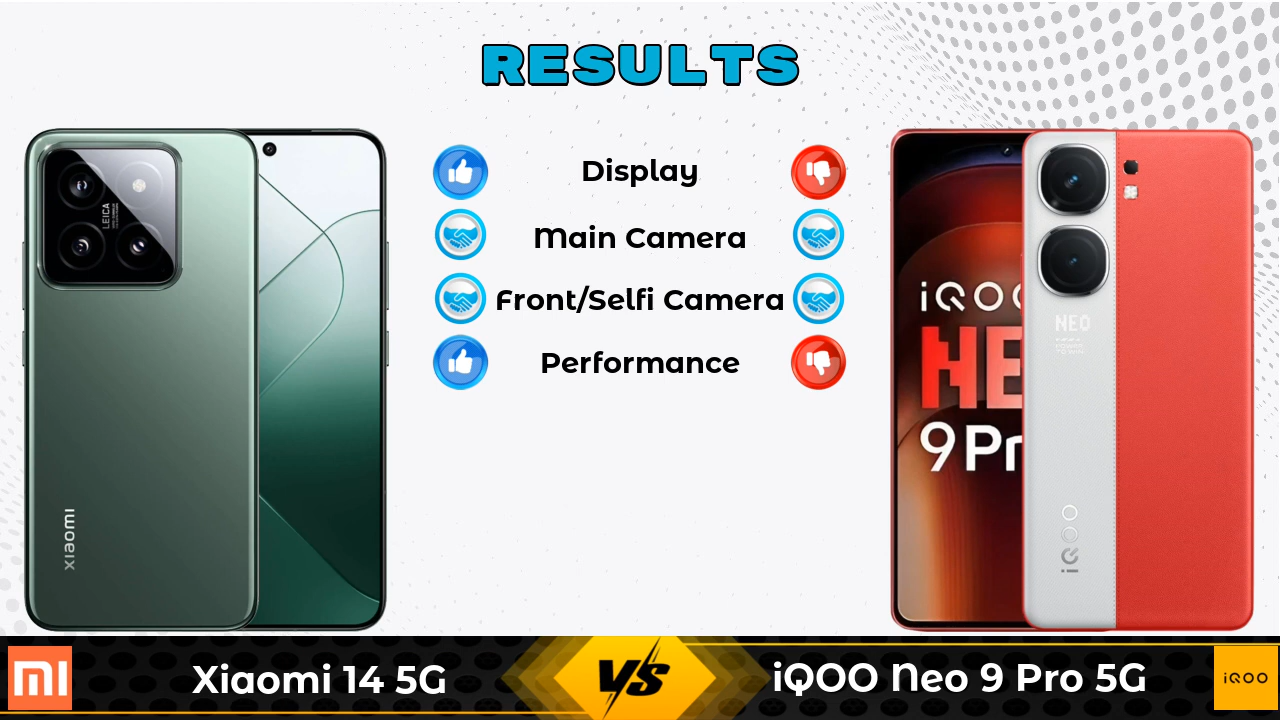 RESULTS
Display
Main Camera
Front/Selfi Camera
Performance
LEICA
xiaomi
iQOO
NE
9 Pr
NEO
iQOO
Xiaomi 14 5G
VS
iQOO Neo 9 Pro 5G
iQOO